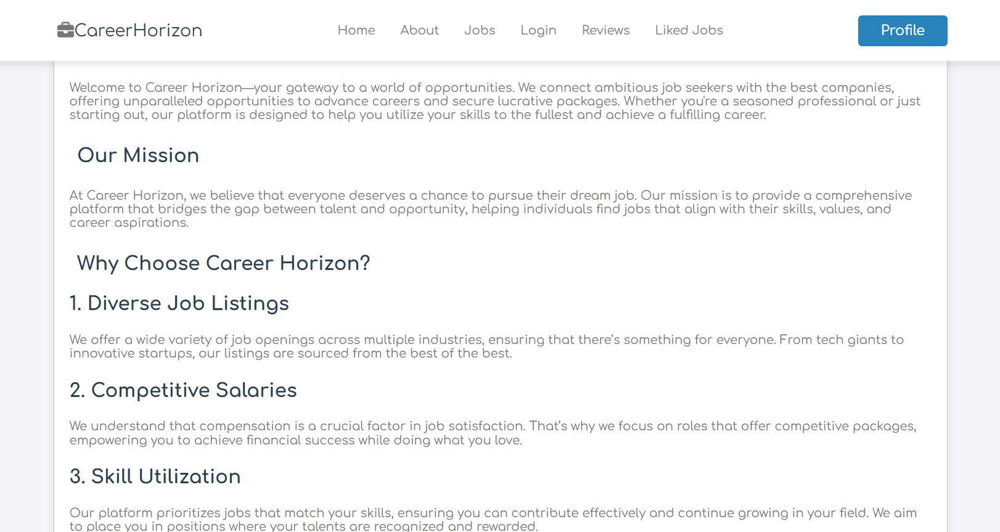 CareerHorizon
Home About Jobs Login Reviews Liked Jobs
Profile
Welcome to Career Horizon—your gateway to a world of opportunities. We connect ambitious job seekers with the best companies,
offering unparalleled opportunities to advance careers and secure lucrative packages. Whether you're a seasoned professional or just
starting out, our platform is designed to help you utilize your skills to the fullest and achieve a fulfilling career.
Our Mission
At Career Horizon, we believe that everyone deserves a chance to pursue their dream job. Our mission is to provide a comprehensive
platform that bridges the gap between talent and opportunity, helping individuals find jobs that align with their skills, values, and
career aspirations.
Why Choose Career Horizon?
1. Diverse Job Listings
We offer a wide variety of job openings across multiple industries, ensuring that there’s something for everyone. From tech giants to
innovative startups, our listings are sourced from the best of the best.
2. Competitive Salaries
We understand that compensation is a crucial factor in job satisfaction. That’s why we focus on roles that offer competitive packages,
empowering you to achieve financial success while doing what you love.
3. Skill Utilization
Our platform prioritizes jobs that match your skills, ensuring you can contribute effectively and continue growing in your field. We aim
to place you in positions where your talents are recognized and rewarded.